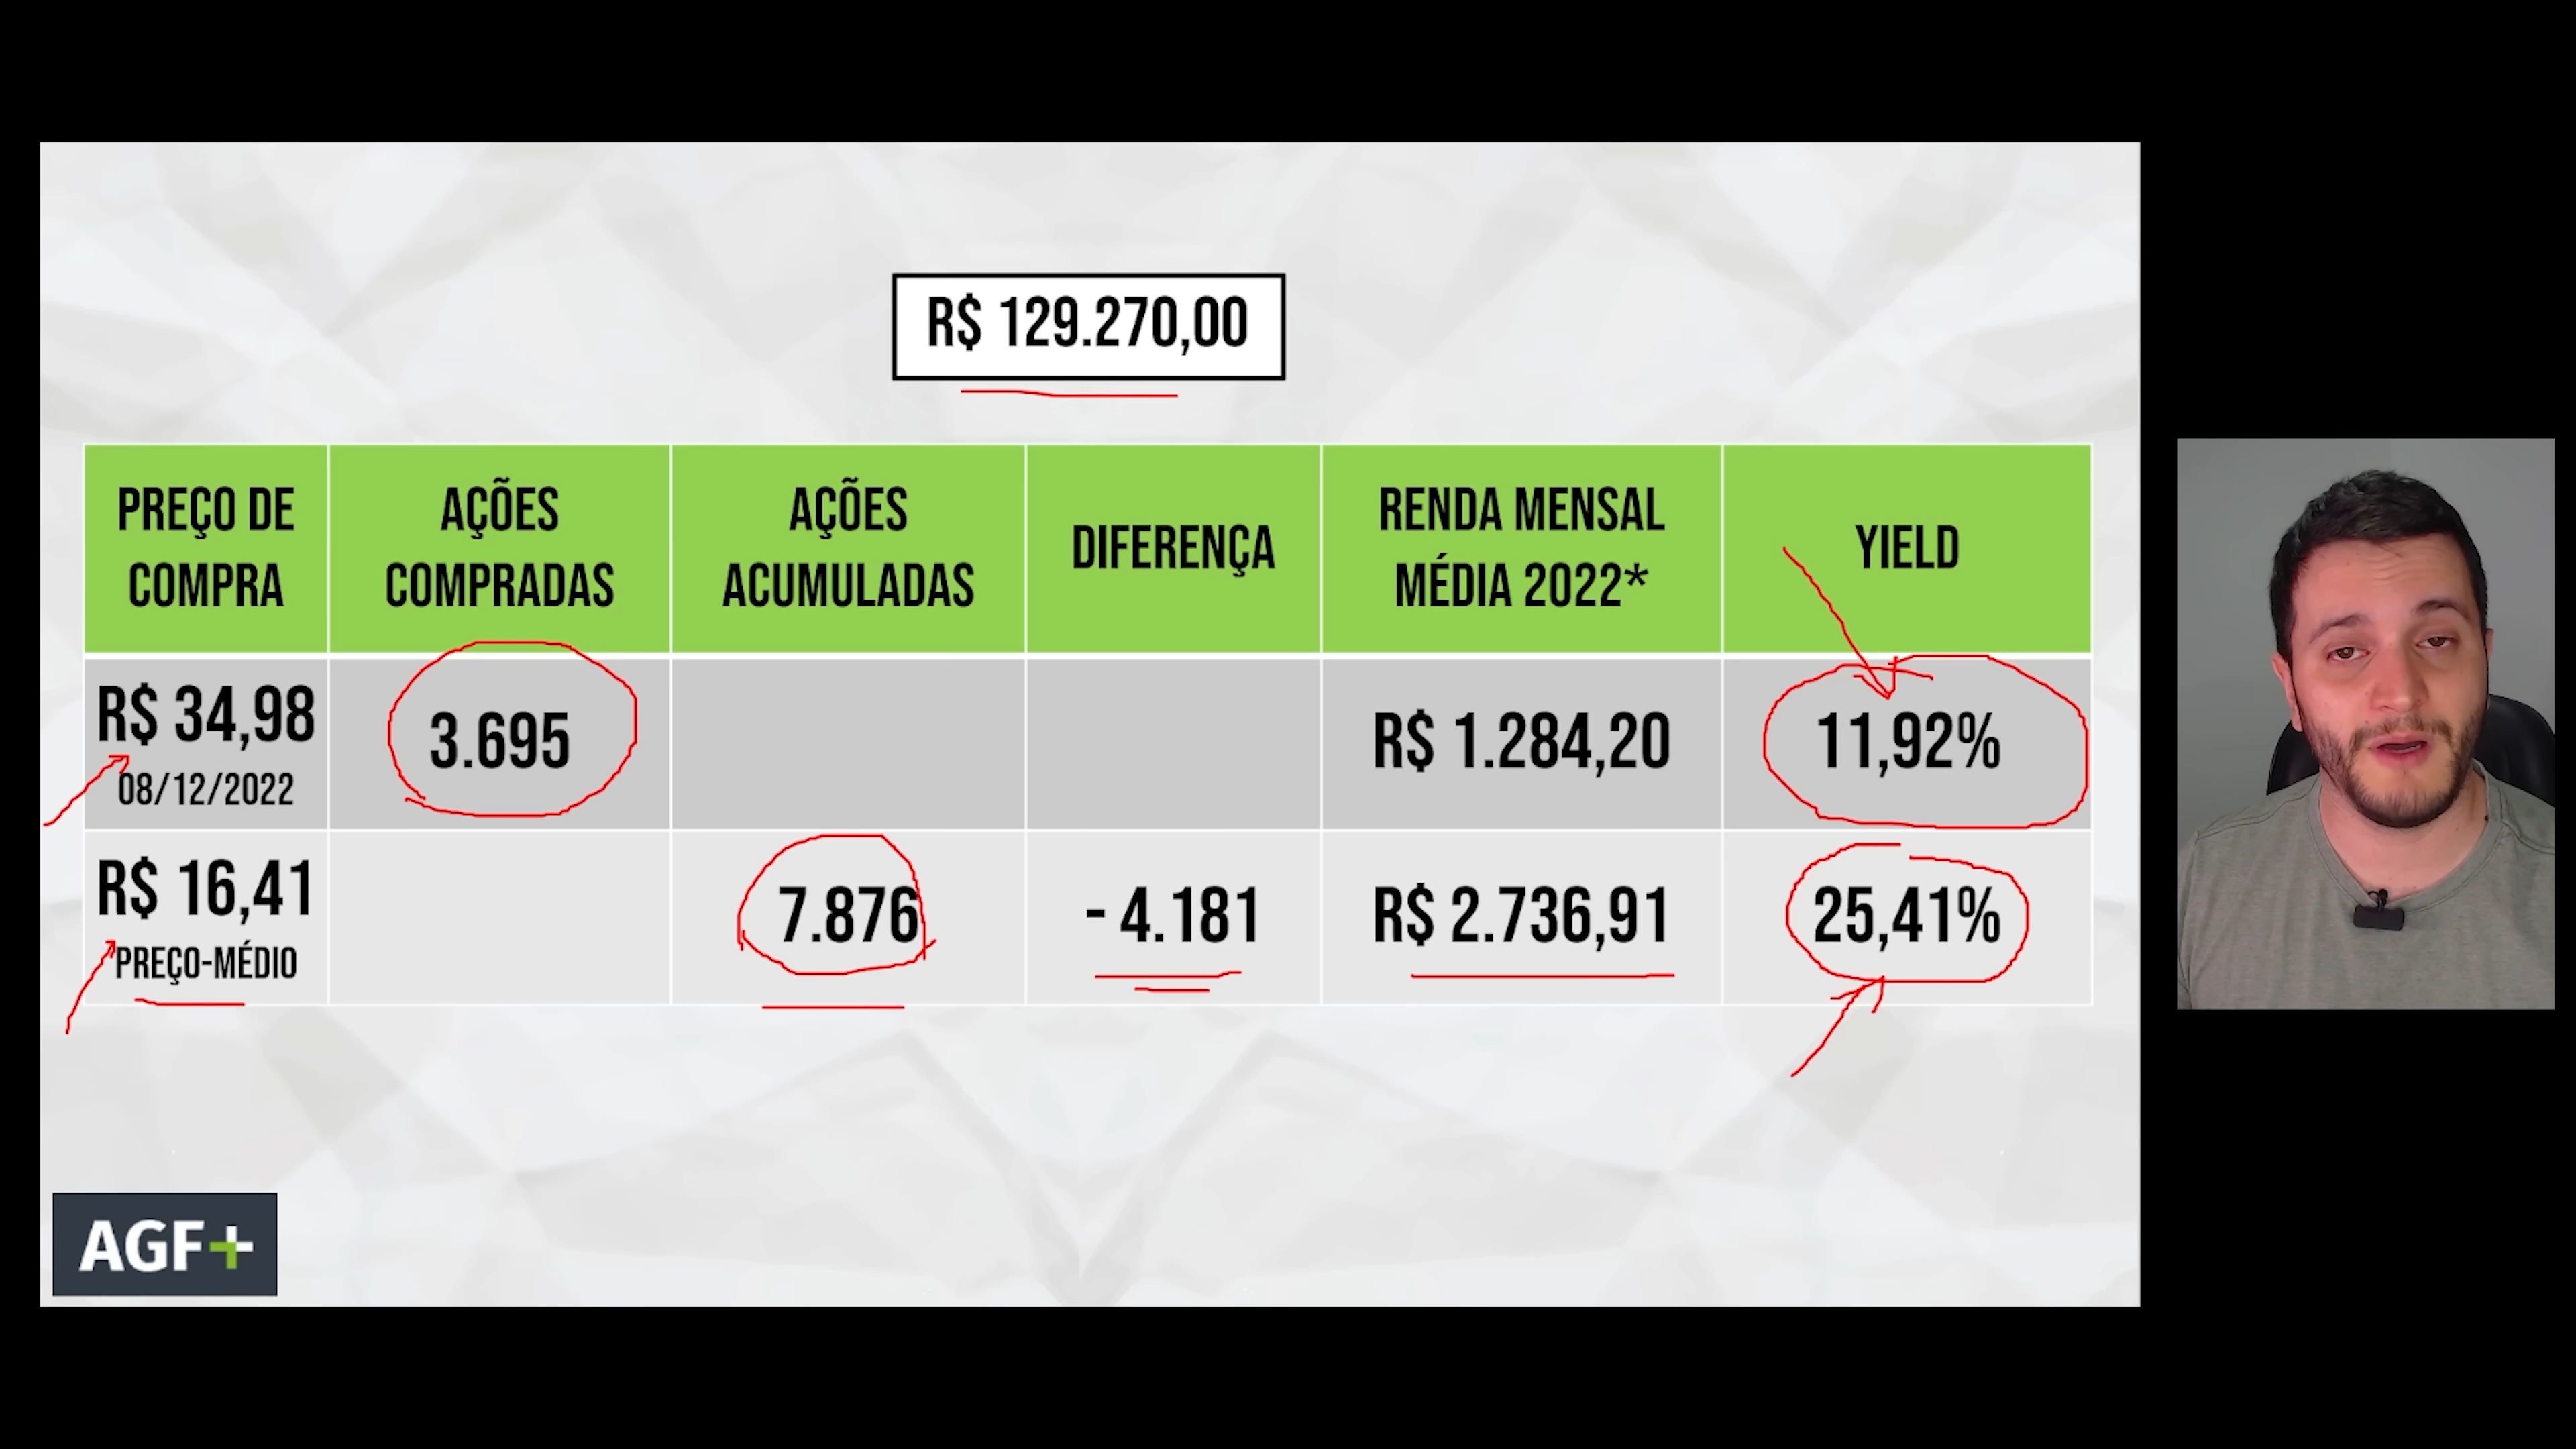 R$ 129.270,00
PREÇO DE
COMPRA
AÇÕES
COMPRADAS
AÇÕES
ACUMULADAS
DIFERENÇA
RENDA MENSAL
MÉDIA 2022*
YIELD
R$ 34,98
08/12/2022
3.695
R$ 1.284,20
11,92%
R$ 16,41
PREÇO-MÉDIO
7.876
- 4.181
R$ 2.736,91
25,41%
AGF+